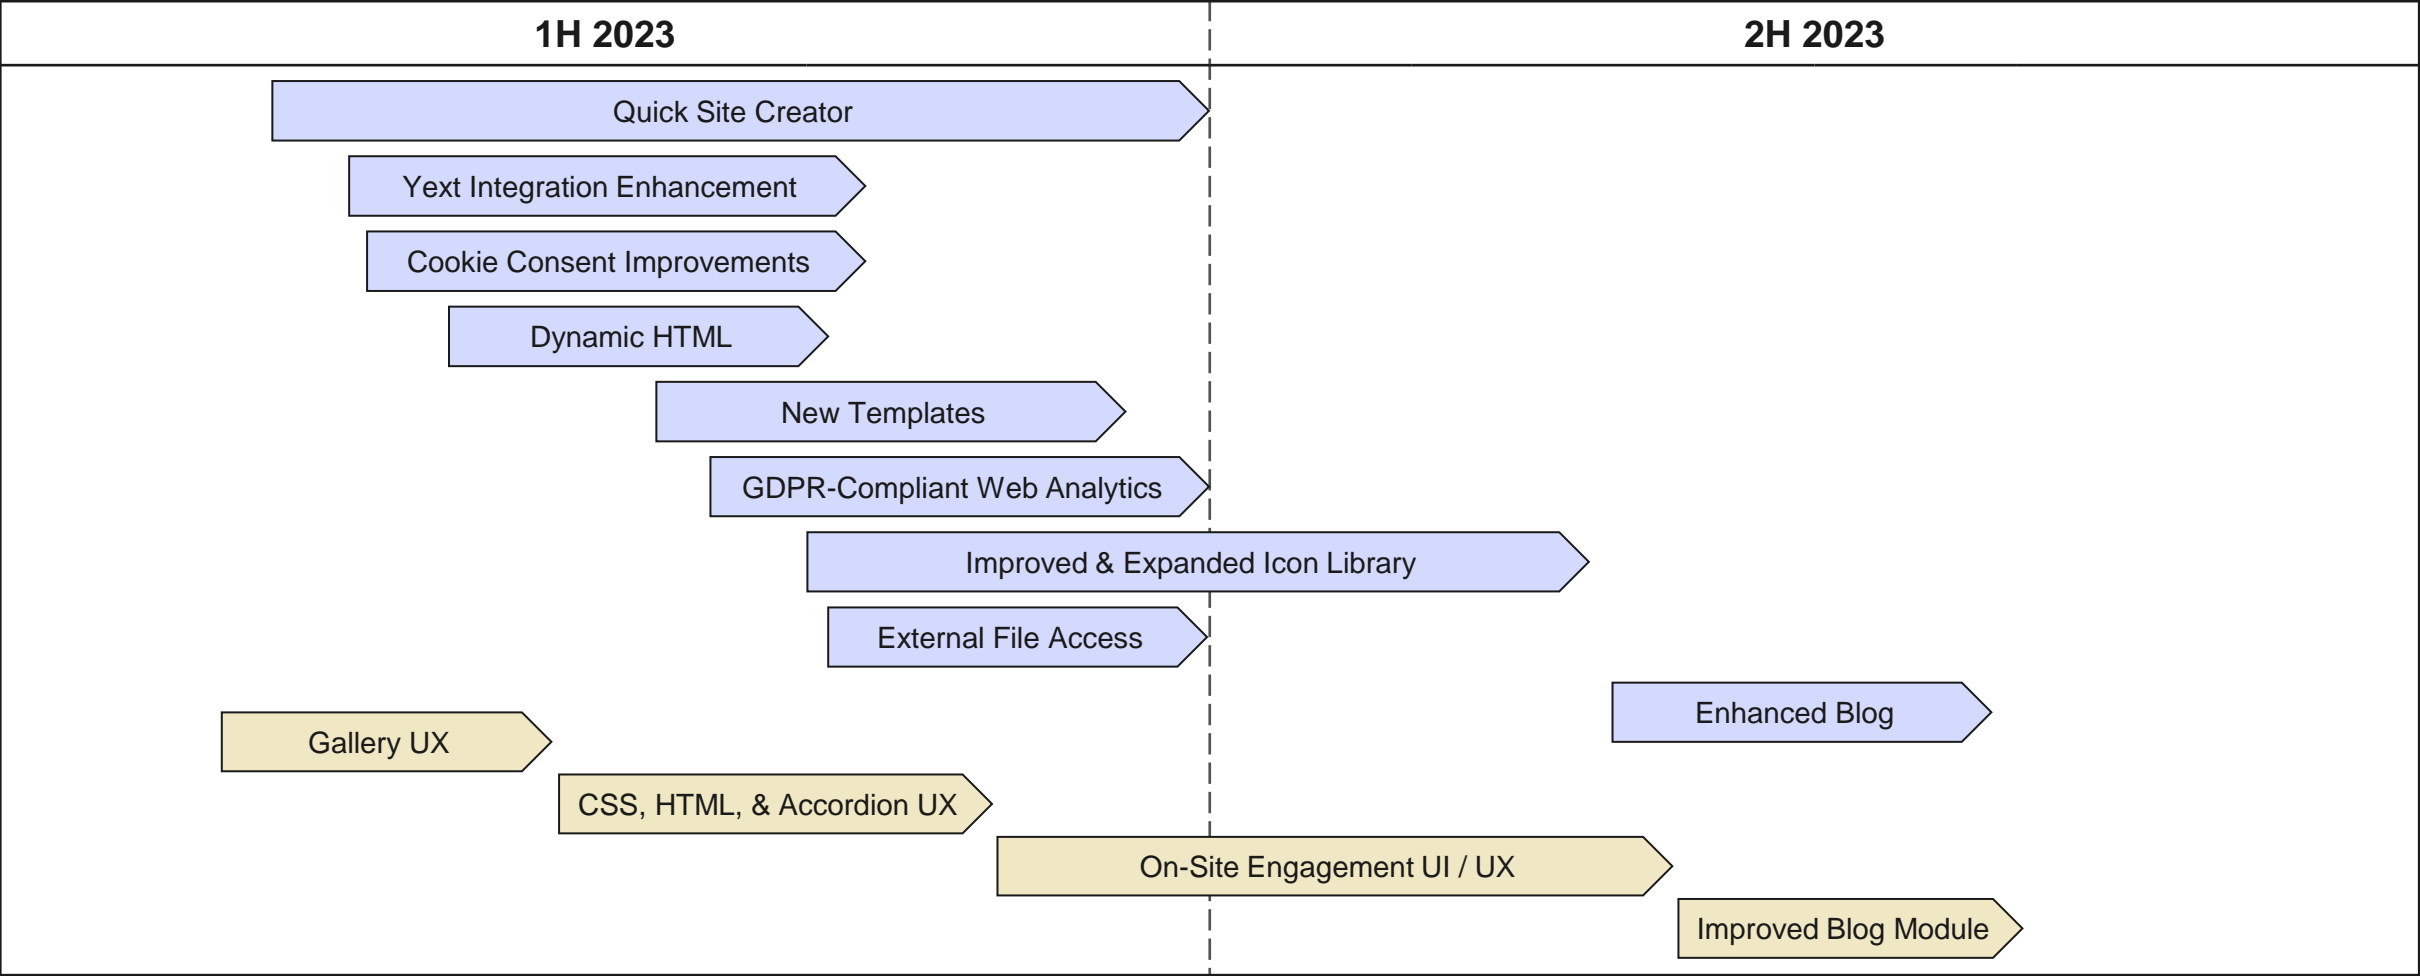 1H 2023
2H 2023
Quick Site Creator
Yext Integration Enhancement
Cookie Consent Improvements
Dynamic HTML
New Templates
GDPR-Compliant Web Analytics
Improved & Expanded Icon Library
External File Access
Enhanced Blog
Gallery UX
CSS, HTML, & Accordion UX
On-Site Engagement UI / UX
Improved Blog Module